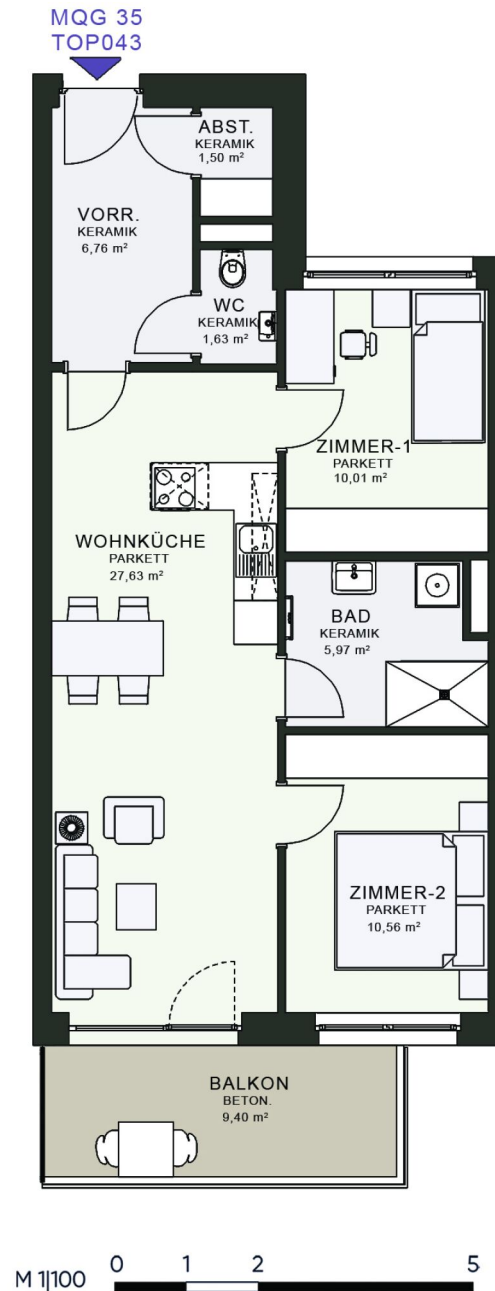 MQG 35
TOP043
ABST.
KERAMIK
1,50 m²
VORR.
KERAMIK
6,76 m²
WC
KERAMIK
1,63 m²
ZIMMER-1
PARKETT
10,01 m²
WOHNKÜCHE
PARKETT
27,63 m²
BAD
KERAMIK
5,97 m²
ZIMMER-2
PARKETT
10,56 m²
BALKON
BETON.
9,40 m²
M 1|100 0 1 2 5